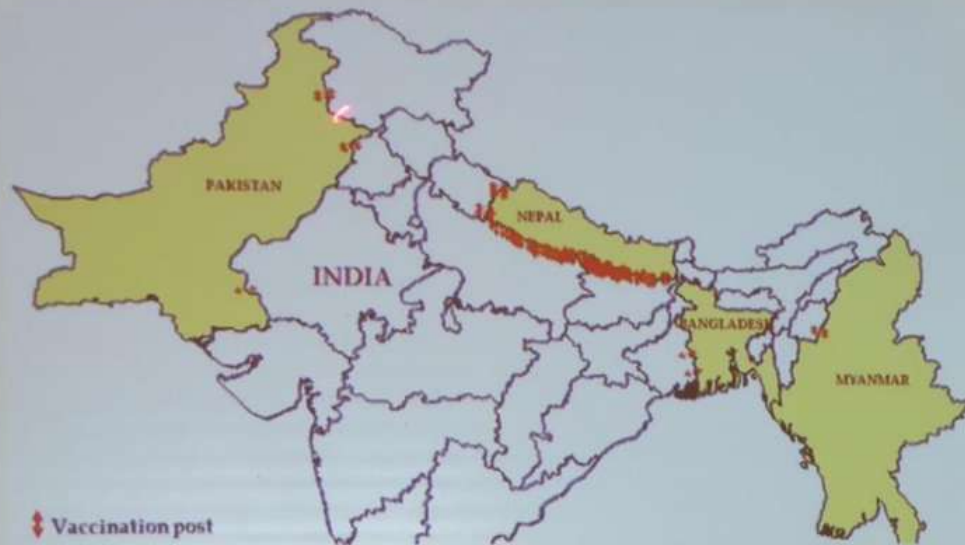 PAKISTAN
NEPAL
INDIA
BANGLADESH
MYANMAR
Vaccination post